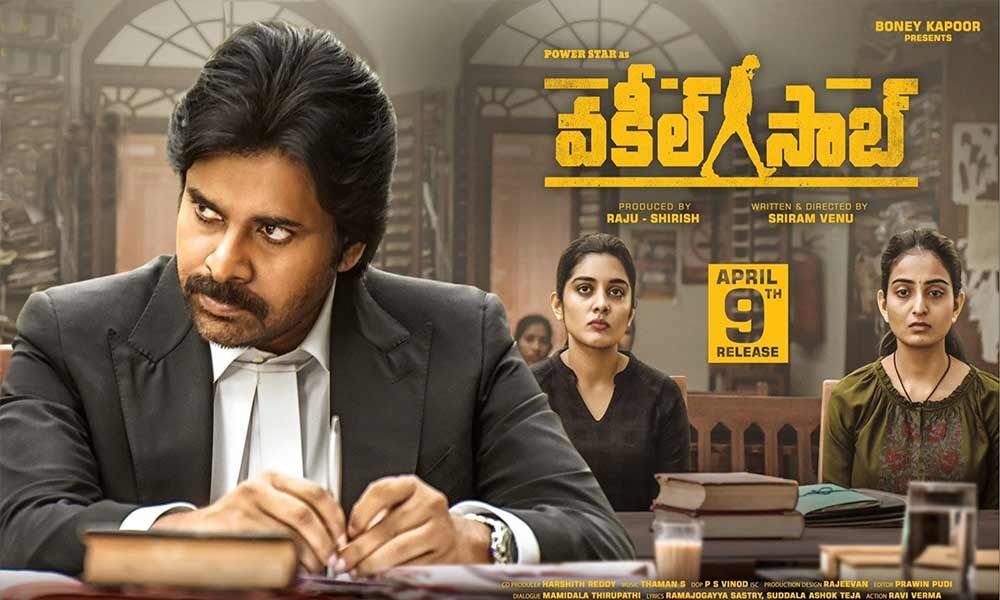 BONEY KAPOOR
PRESENTS
POWER STAR as
వకీల్ సాబ్
PRODUCED BY
RAJU - SHIRISH
WRITTEN & DIRECTED BY
SRIRAM VENU
APRIL
9TH
RELEASE
CO PRODUCER HARSHITH REDDY MUSIC THAMAN S DOP P S VINOD ISC PRODUCTION DESIGN RAJEEVAN EDITOR PRAWIN PUDI
DIALOGUE MAMIDALA THIRUPATHI LYRICS RAMAJOGAYYA SASTRY, SUDDALA ASHOK TEJA ACTION RAVI VERMA